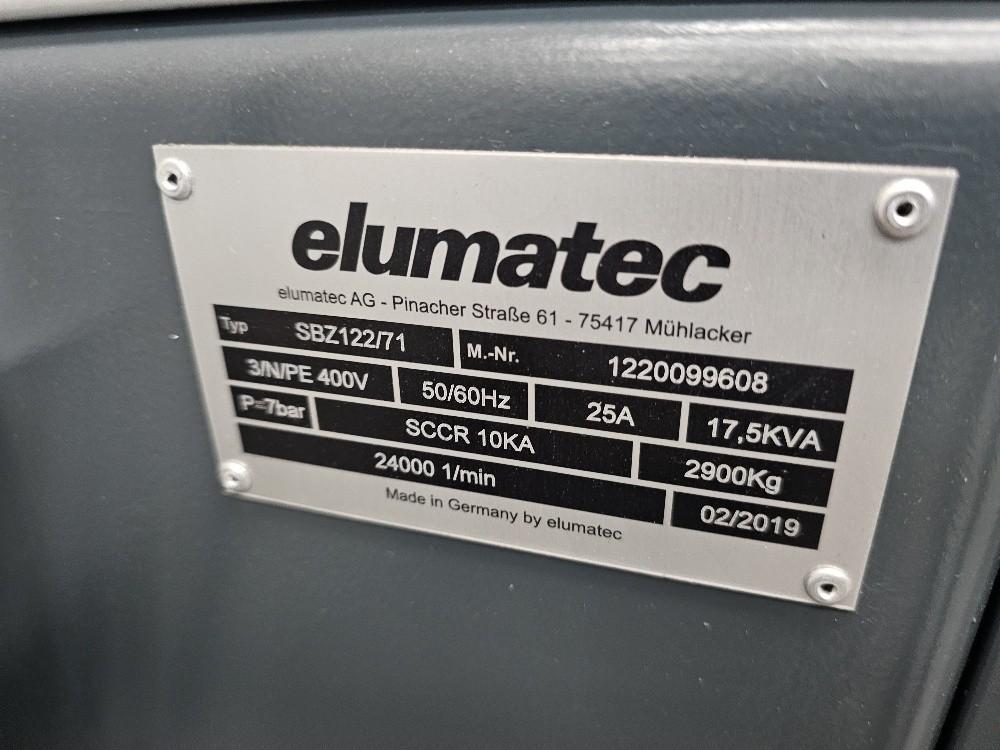 elumatec
elumatec AG - Pinacher Straße 61 - 75417 Mühlacker
Typ SBZ122/71 M.-Nr. 1220099608
3/N/PE 400V 50/60Hz 25A 17,5KVA
P=7bar SCCR 10KA 2900Kg
24000 1/min 02/2019
Made in Germany by elumatec